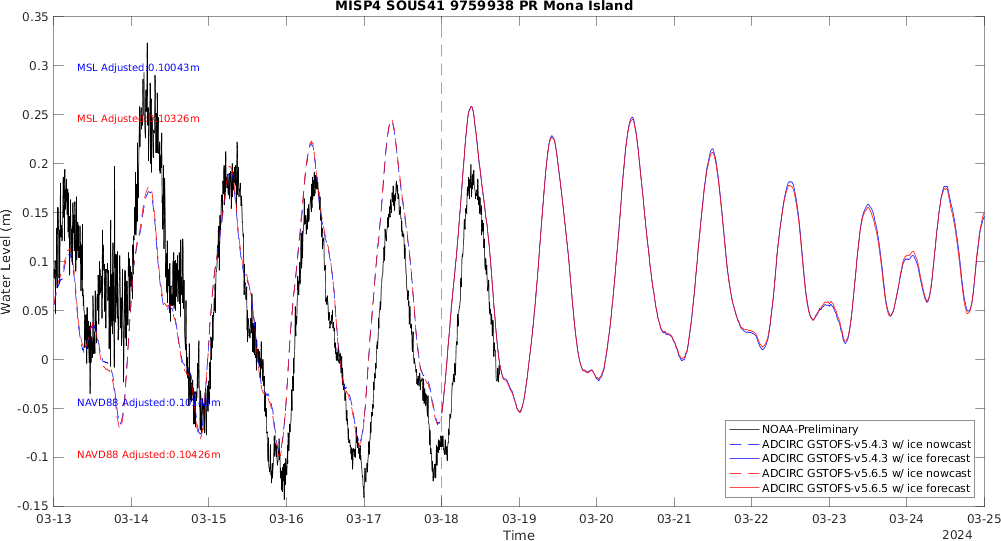 MISP4 SOUS41 9759938 PR Mona Island
0.35
0.3
0.25
0.2
0.15
0.1
0.05
0
-0.05
-0.1
-0.15
Water Level (m)
MSL Adjusted:0.10043m
MSL Adjusted:0.10326m
NAVD88 Adjusted:
NAVD88 Adjusted:0.10426m
NOAA-Preliminary
ADCIRC GSTOFS-v5.4.3 w/ ice nowcast
ADCIRC GSTOFS-v5.4.3 w/ ice forecast
ADCIRC GSTOFS-v5.6.5 w/ ice nowcast
ADCIRC GSTOFS-v5.6.5 w/ ice forecast
03-13 03-14 03-15 03-16 03-17 03-18 03-19 03-20 03-21 03-22 03-23 03-24 03-25
Time
2024